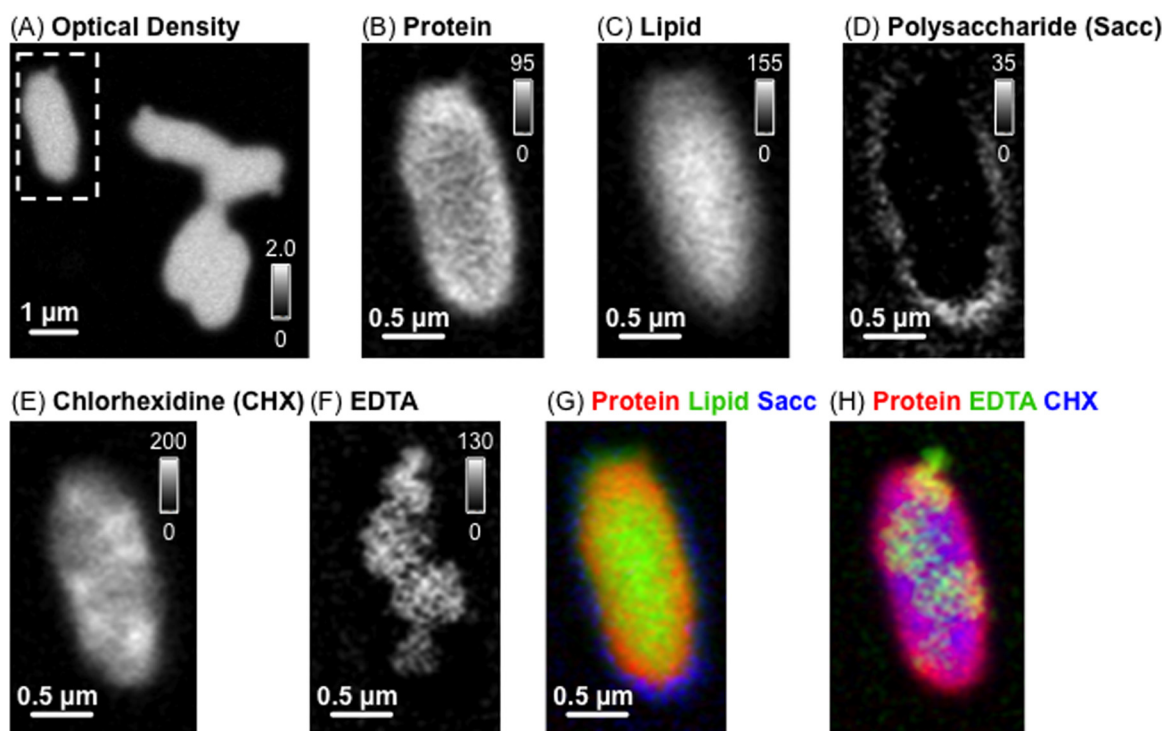 (A) Optical Density
(B) Protein
(C) Lipid
(D) Polysaccharide (Sacc)
2.0
0
1 µm
95
0
0.5 µm
155
0
0.5 µm
35
0
0.5 µm
(E) Chlorhexidine (CHX)
(F) EDTA
(G) Protein Lipid Sacc
(H) Protein EDTA CHX
200
0
0.5 µm
130
0
0.5 µm
0.5 µm